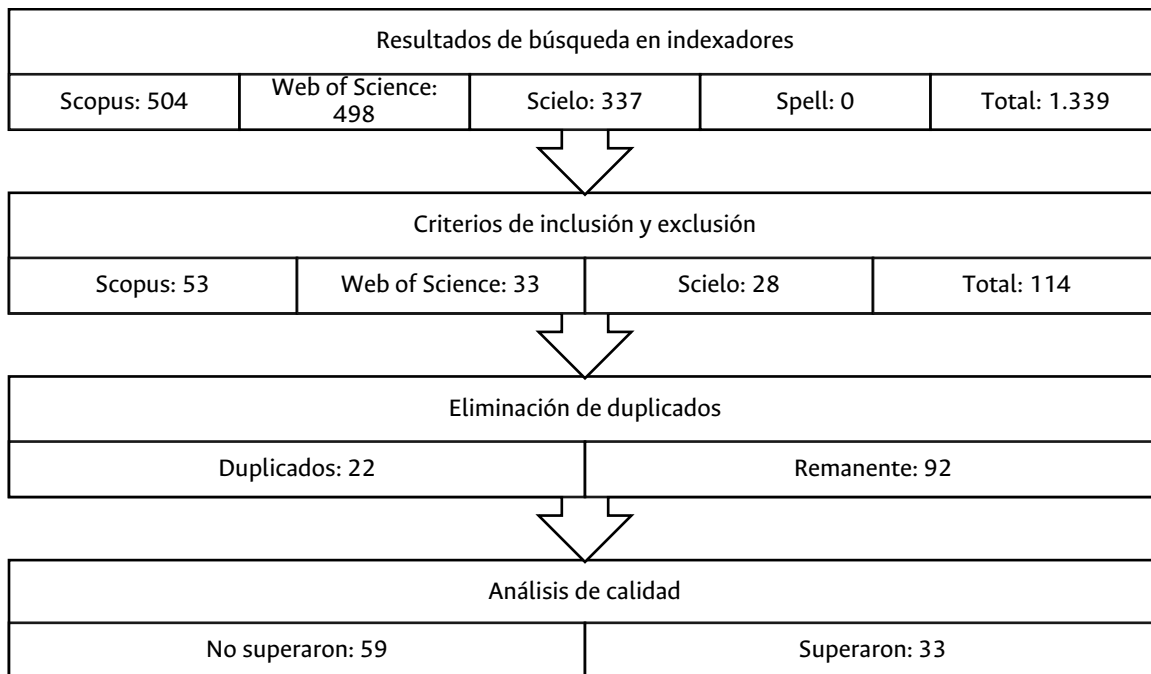 Resultados de búsqueda en indexadores
Scopus: 504
Web of Science:
498
Scielo: 337
Spell: 0
Total: 1.339
Criterios de inclusión y exclusión
Scopus: 53
Web of Science: 33
Scielo: 28
Total: 114
Eliminación de duplicados
Duplicados: 22
Remanente: 92
Análisis de calidad
No superaron: 59
Superaron: 33